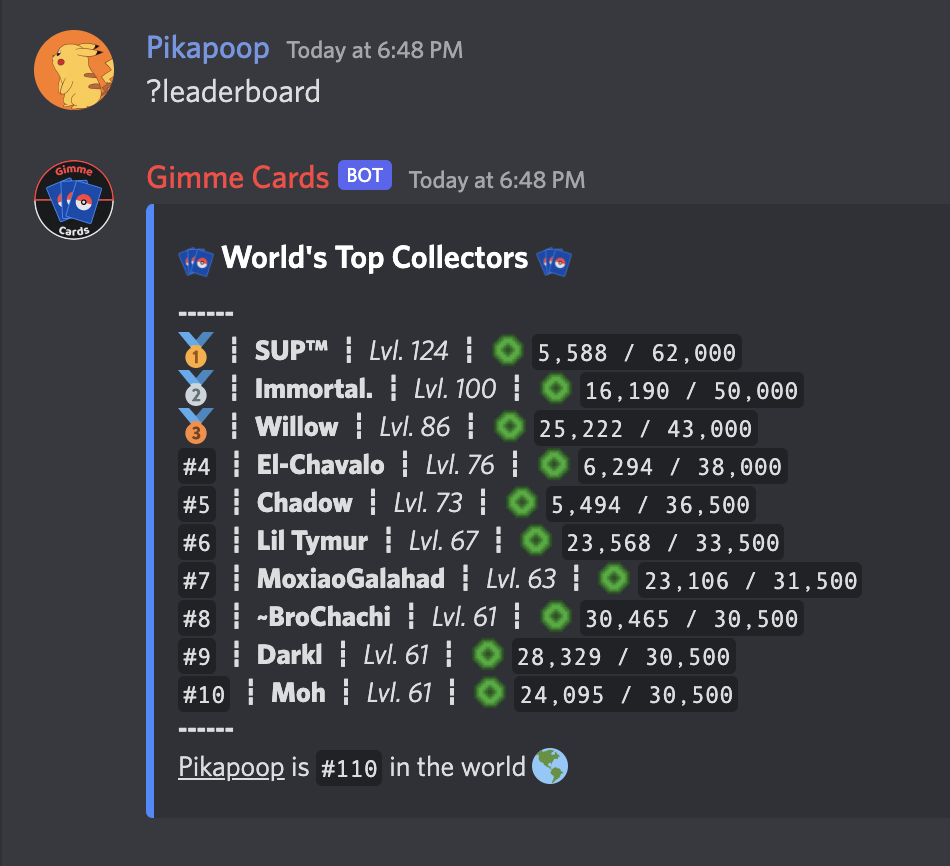 Pikapoop Today at 6:48 PM
?leaderboard
Gimme
Cards
Gimme Cards BOT Today at 6:48 PM
World's Top Collectors
------
1 ┋ SUP™ ┋ Lvl. 124 ┋ 5,588 / 62,000
2 ┋ Immortal. ┋ Lvl. 100 ┋ 16,190 / 50,000
3 ┋ Willow ┋ Lvl. 86 ┋ 25,222 / 43,000
#4 ┋ El-Chavalo ┋ Lvl. 76 ┋ 6,294 / 38,000
#5 ┋ Chadow ┋ Lvl. 73 ┋ 5,494 / 36,500
#6 ┋ Lil Tymur ┋ Lvl. 67 ┋ 23,568 / 33,500
#7 ┋ MoxiaoGalahad ┋ Lvl. 63 ┋ 23,106 / 31,500
#8 ┋ ~BroChachi ┋ Lvl. 61 ┋ 30,465 / 30,500
#9 ┋ Darkl ┋ Lvl. 61 ┋ 28,329 / 30,500
#10 ┋ Moh ┋ Lvl. 61 ┋ 24,095 / 30,500
------
Pikapoop is #110 in the world